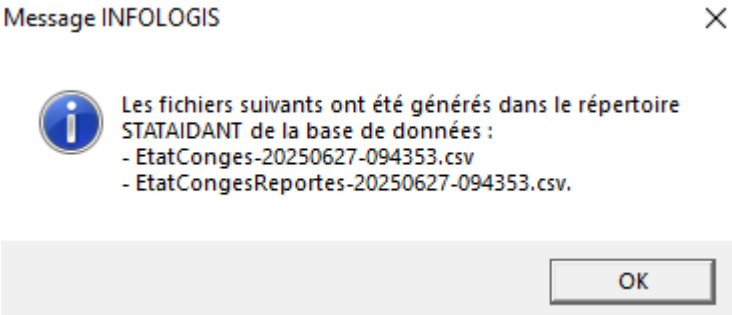 Message INFOLOGIS
Les fichiers suivants ont été générés dans le répertoire
STATAIDANT de la base de données :
- EtatConges-20250627-094353.csv
- EtatCongesReportes-20250627-094353.csv.
OK